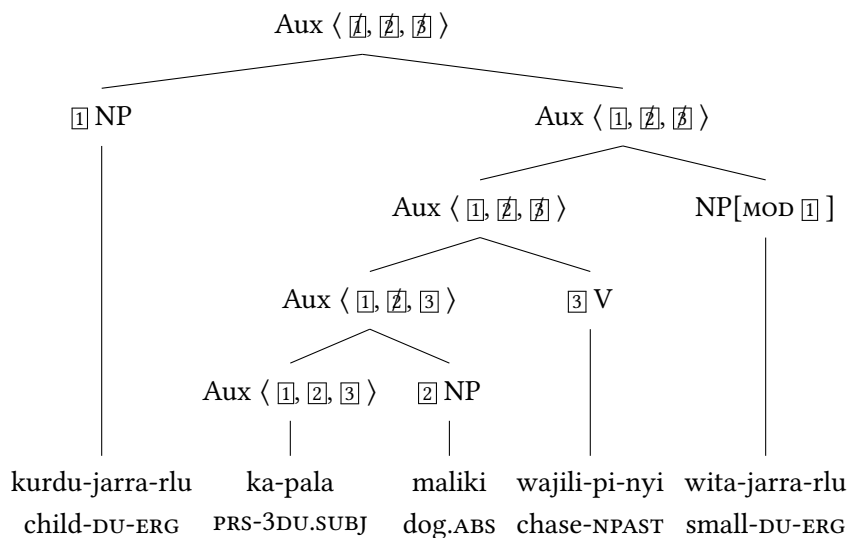 Aux ⟨ 1̸, 2̸, 3̸ ⟩
1 NP Aux ⟨ 1, 2̸, 3̸ ⟩
Aux ⟨ 1, 2̸, 3̸ ⟩ NP[MOD 1 ]
Aux ⟨ 1, 2̸, 3 ⟩ 3 V
Aux ⟨ 1, 2, 3 ⟩ 2 NP
kurdu-jarra-rlu ka-pala maliki wajili-pi-nyi wita-jarra-rlu
child-DU-ERG PRS-3DU.SUBJ dog.ABS chase-NPAST small-DU-ERG